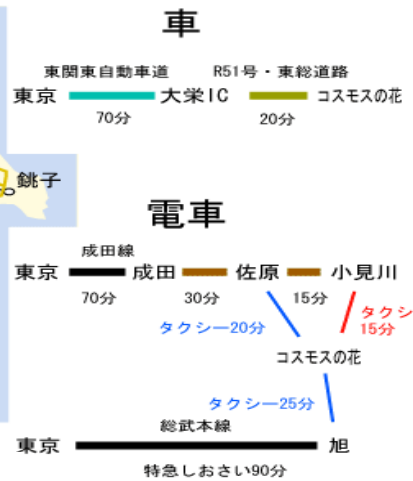 車
東関東自動車道 R51号・東総道路
東京 大栄IC コスモスの花
70分 20分
銚子
電車
成田線
東京 成田 佐原 小見川
70分 30分 15分
タクシー20分 タクシ
15分
コスモスの花
タクシー25分
総武本線
東京 旭
特急しおさい90分